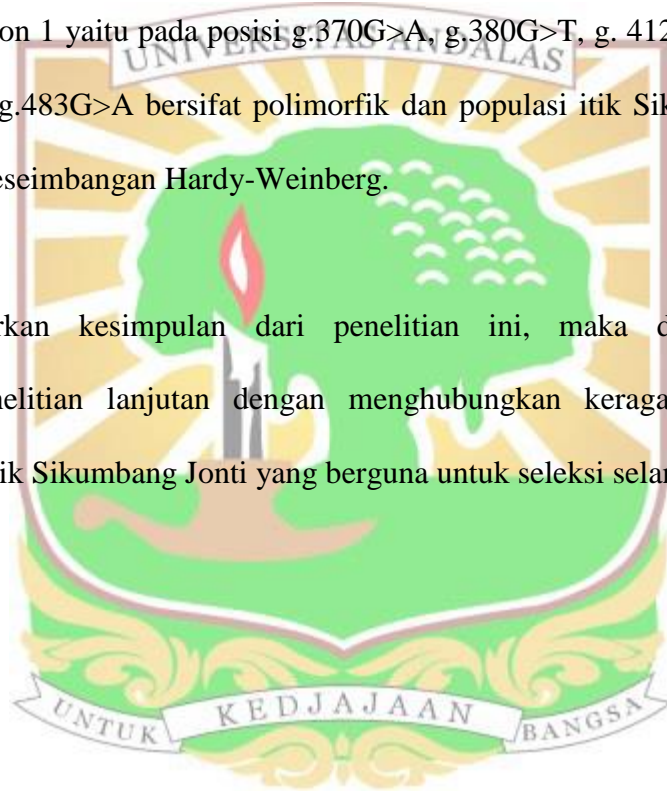 on 1 yaitu pada posisi g.370G>A, g.380G>T, g. 412
UNIVERSITAS ANDALAS
g.483G>A bersifat polimorfik dan populasi itik Sik
eseimbangan Hardy-Weinberg.
rkan kesimpulan dari penelitian ini, maka d
nelitian lanjutan dengan menghubungkan keraga
ik Sikumbang Jonti yang berguna untuk seleksi selan
UNTUK KEDJAJAAN BANGSA